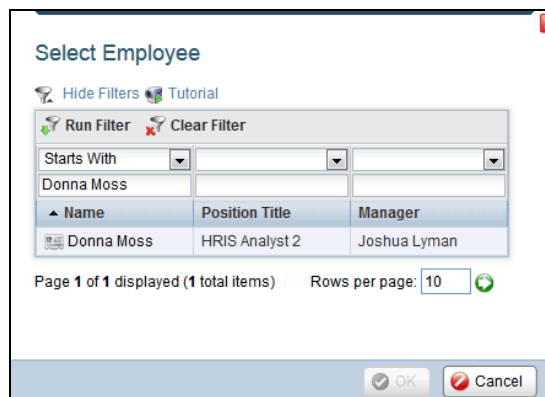 Select Employee
Hide Filters Tutorial
Run Filter Clear Filter
Starts With
Donna Moss
Name Position Title Manager
Donna Moss HRIS Analyst 2 Joshua Lyman
Page 1 of 1 displayed (1 total items) Rows per page: 10
OK Cancel